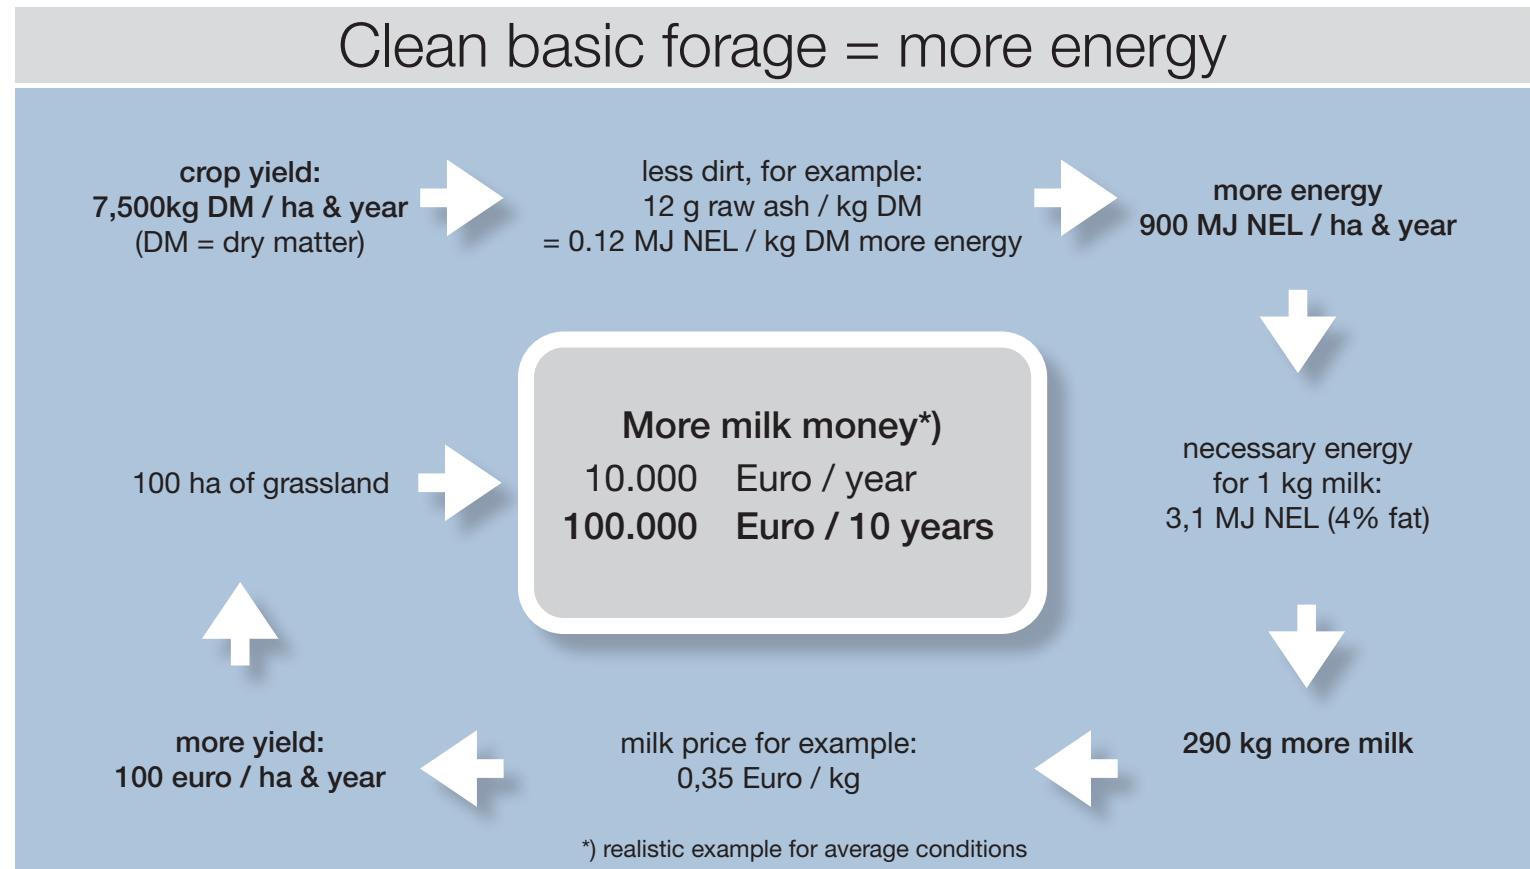 Clean basic forage = more energy
crop yield:
7,500kg DM / ha & year
(DM = dry matter)
less dirt, for example:
12 g raw ash / kg DM
= 0.12 MJ NEL / kg DM more energy
more energy
900 MJ NEL / ha & year
necessary energy
for 1 kg milk:
3,1 MJ NEL (4% fat)
290 kg more milk
milk price for example:
0,35 Euro / kg
more yield:
100 euro / ha & year
100 ha of grassland
More milk money*)
10.000 Euro / year
100.000 Euro / 10 years
*) realistic example for average conditions